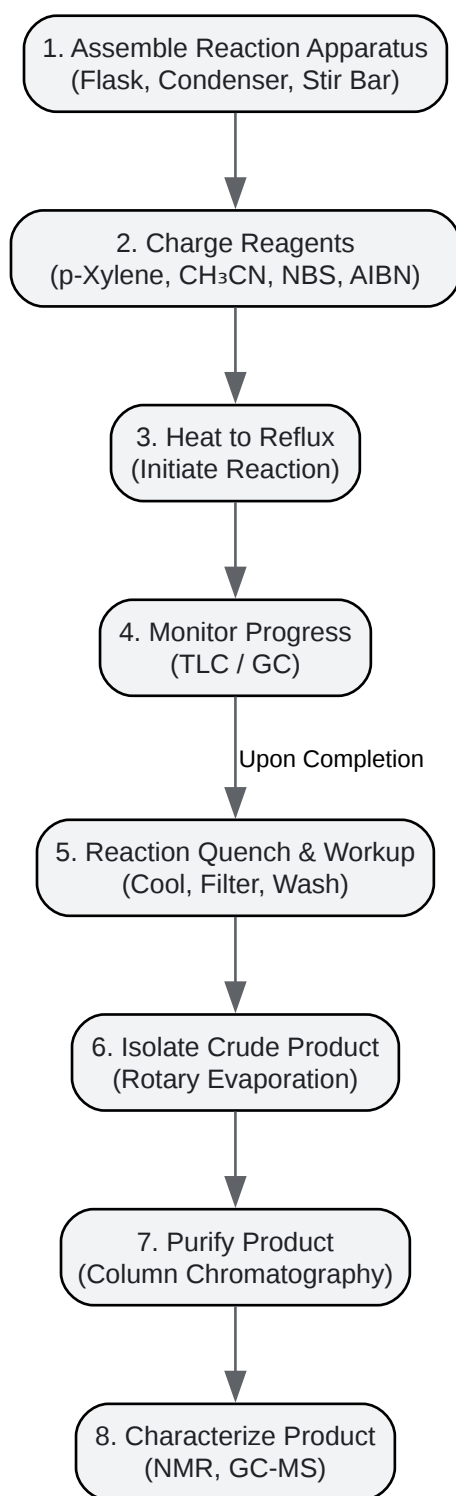 1. Assemble Reaction Apparatus
(Flask, Condenser, Stir Bar)
2. Charge Reagents
(p-Xylene, CH₃CN, NBS, AIBN)
3. Heat to Reflux
(Initiate Reaction)
4. Monitor Progress
(TLC / GC)
Upon Completion
5. Reaction Quench & Workup
(Cool, Filter, Wash)
6. Isolate Crude Product
(Rotary Evaporation)
7. Purify Product
(Column Chromatography)
8. Characterize Product
(NMR, GC-MS)